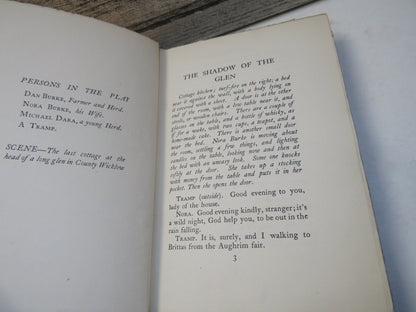 PERSONS IN THE PLAY
DAN BURKE, Farmer and Herd.
NORA BURKE, his Wife.
MICHAEL DARA, a young Herd.
A TRAMP.
SCENE—The last cottage at the
head of a long glen in County Wicklow
THE SHADOW OF THE
GLEN
Cottage kitchen; turf-fire on the right; a bed
near it against the wall, with a body lying on
it covered with a sheet. A door is at the other
end of the room, with a low table near it, and
stools, or wooden chairs. There are a couple of
glasses on the table, and a bottle of whisky, as
if for a wake, with two cups, a teapot, and a
home-made cake. There is another small door
near the bed. Nora Burke is moving about
the room, settling a few things, and lighting
candles on the table, looking now and then at
the bed with an uneasy look. Some one knocks
softly at the door. She takes up a stocking
with money from the table and puts it in her
pocket. Then she opens the door.
TRAMP (outside). Good evening to you,
lady of the house.
NORA. Good evening kindly, stranger; it's
a wild night, God help you, to be out in the
rain falling.
TRAMP. It is, surely, and I walking to
Brittas from the Aughrim fair.
3